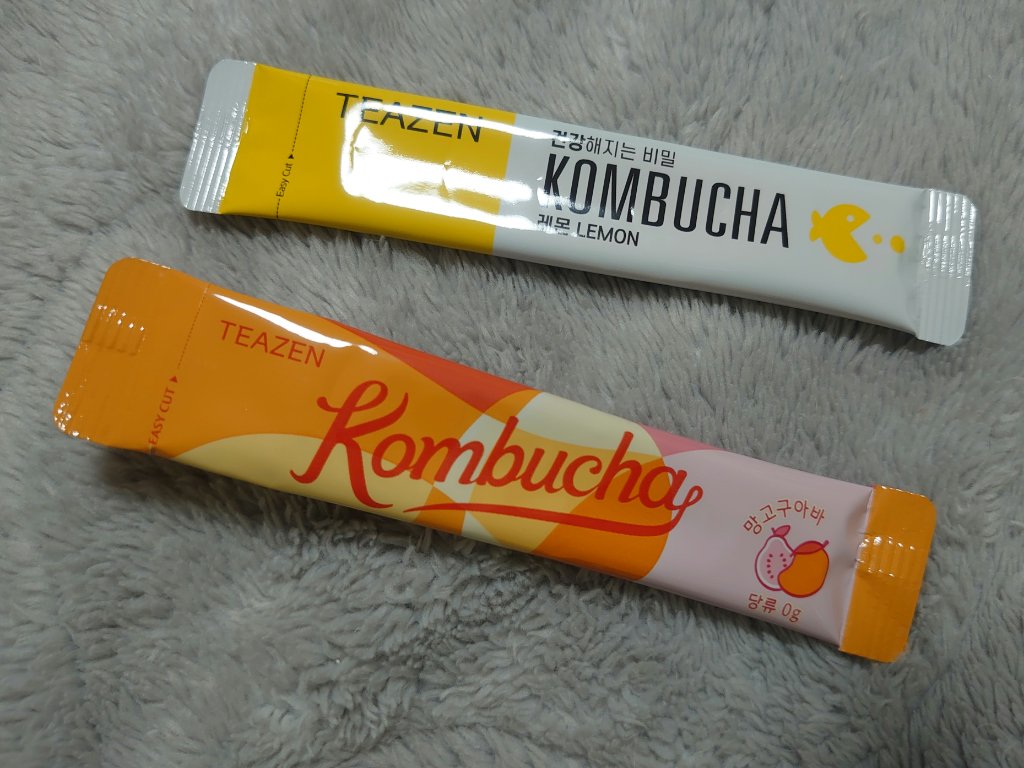 TEAZEN
Easy Cut ▶
건강해지는 비밀
KOMBUCHA
레몬 LEMON
TEAZEN
EASY CUT ▶
Kombucha
망고구아바
당류 0g